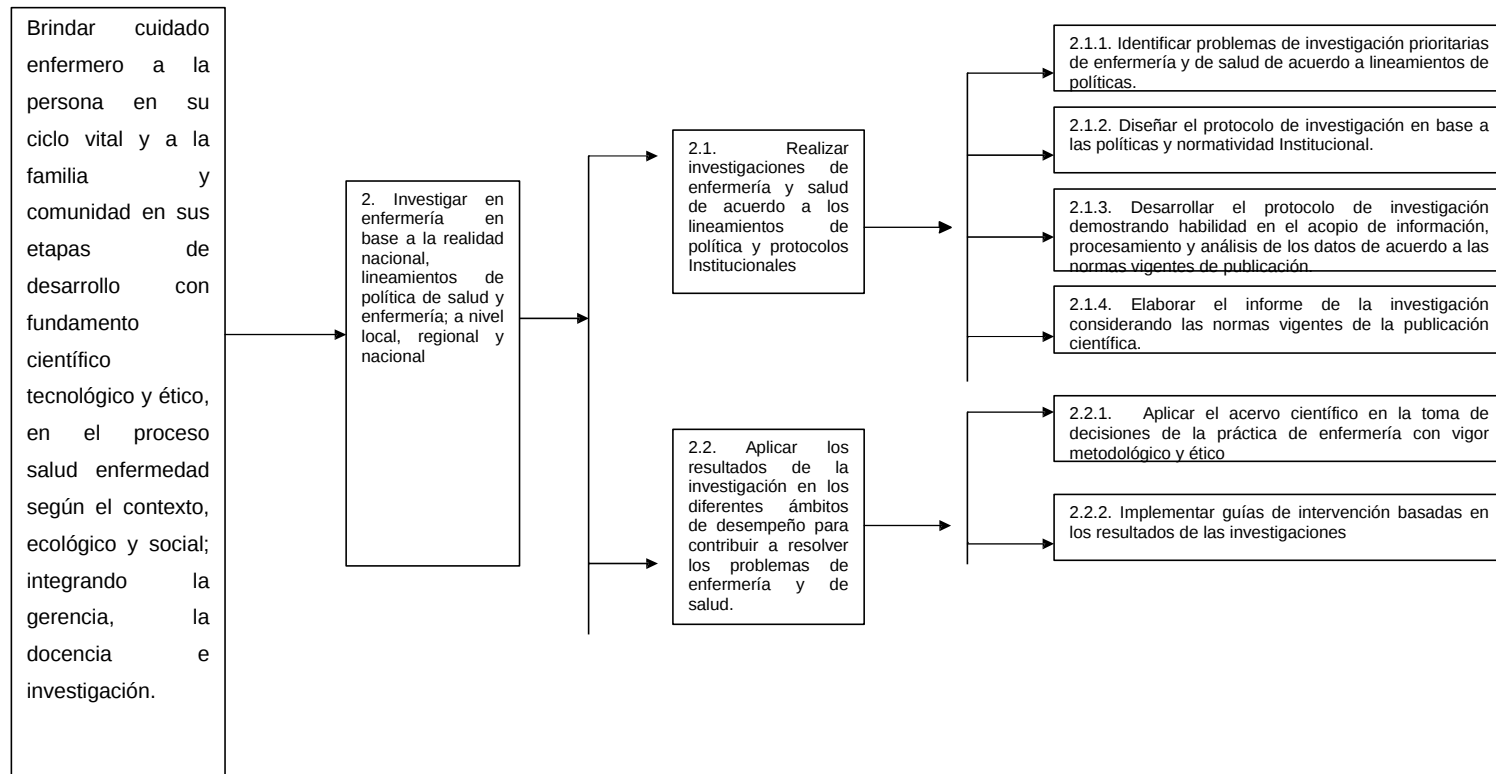 Brindar cuidado
enfermero a la
persona en su
ciclo vital y a la
familia y
comunidad en sus
etapas de
desarrollo con
fundamento
científico
tecnológico y ético,
en el proceso
salud enfermedad
según el contexto,
ecológico y social;
integrando la
gerencia, la
docencia e
investigación.
2. Investigar en
enfermería en
base a la realidad
nacional,
lineamientos de
política de salud y
enfermería; a nivel
local, regional y
nacional
2.1. Realizar
investigaciones de
enfermería y salud
de acuerdo a los
lineamientos de
política y protocolos
Institucionales
2.2. Aplicar los
resultados de la
investigación en los
diferentes ámbitos
de desempeño para
contribuir a resolver
los problemas de
enfermería y de
salud.
2.1.1. Identificar problemas de investigación prioritarias
de enfermería y de salud de acuerdo a lineamientos de
políticas.
2.1.2. Diseñar el protocolo de investigación en base a
las políticas y normatividad Institucional.
2.1.3. Desarrollar el protocolo de investigación
demostrando habilidad en el acopio de información,
procesamiento y análisis de los datos de acuerdo a las
normas vigentes de publicación.
2.1.4. Elaborar el informe de la investigación
considerando las normas vigentes de la publicación
científica.
2.2.1. Aplicar el acervo científico en la toma de
decisiones de la práctica de enfermería con vigor
metodológico y ético
2.2.2. Implementar guías de intervención basadas en
los resultados de las investigaciones